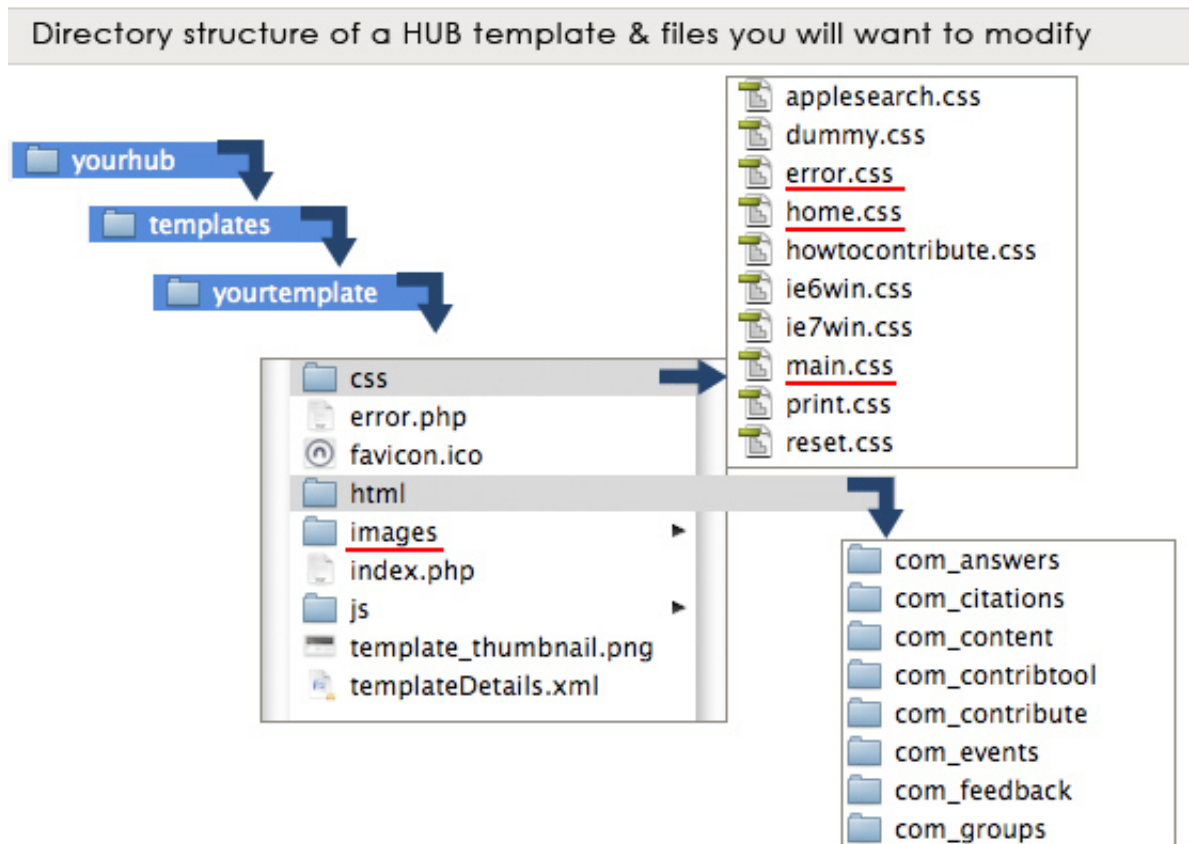 Directory structure of a HUB template & files you will want to modify
yourhub
templates
yourtemplate
css
error.php
favicon.ico
html
images
index.php
js
template_thumbnail.png
templateDetails.xml
applesearch.css
dummy.css
error.css
home.css
howtocontribute.css
ie6win.css
ie7win.css
main.css
print.css
reset.css
com_answers
com_citations
com_content
com_contribtool
com_contribute
com_events
com_feedback
com_groups